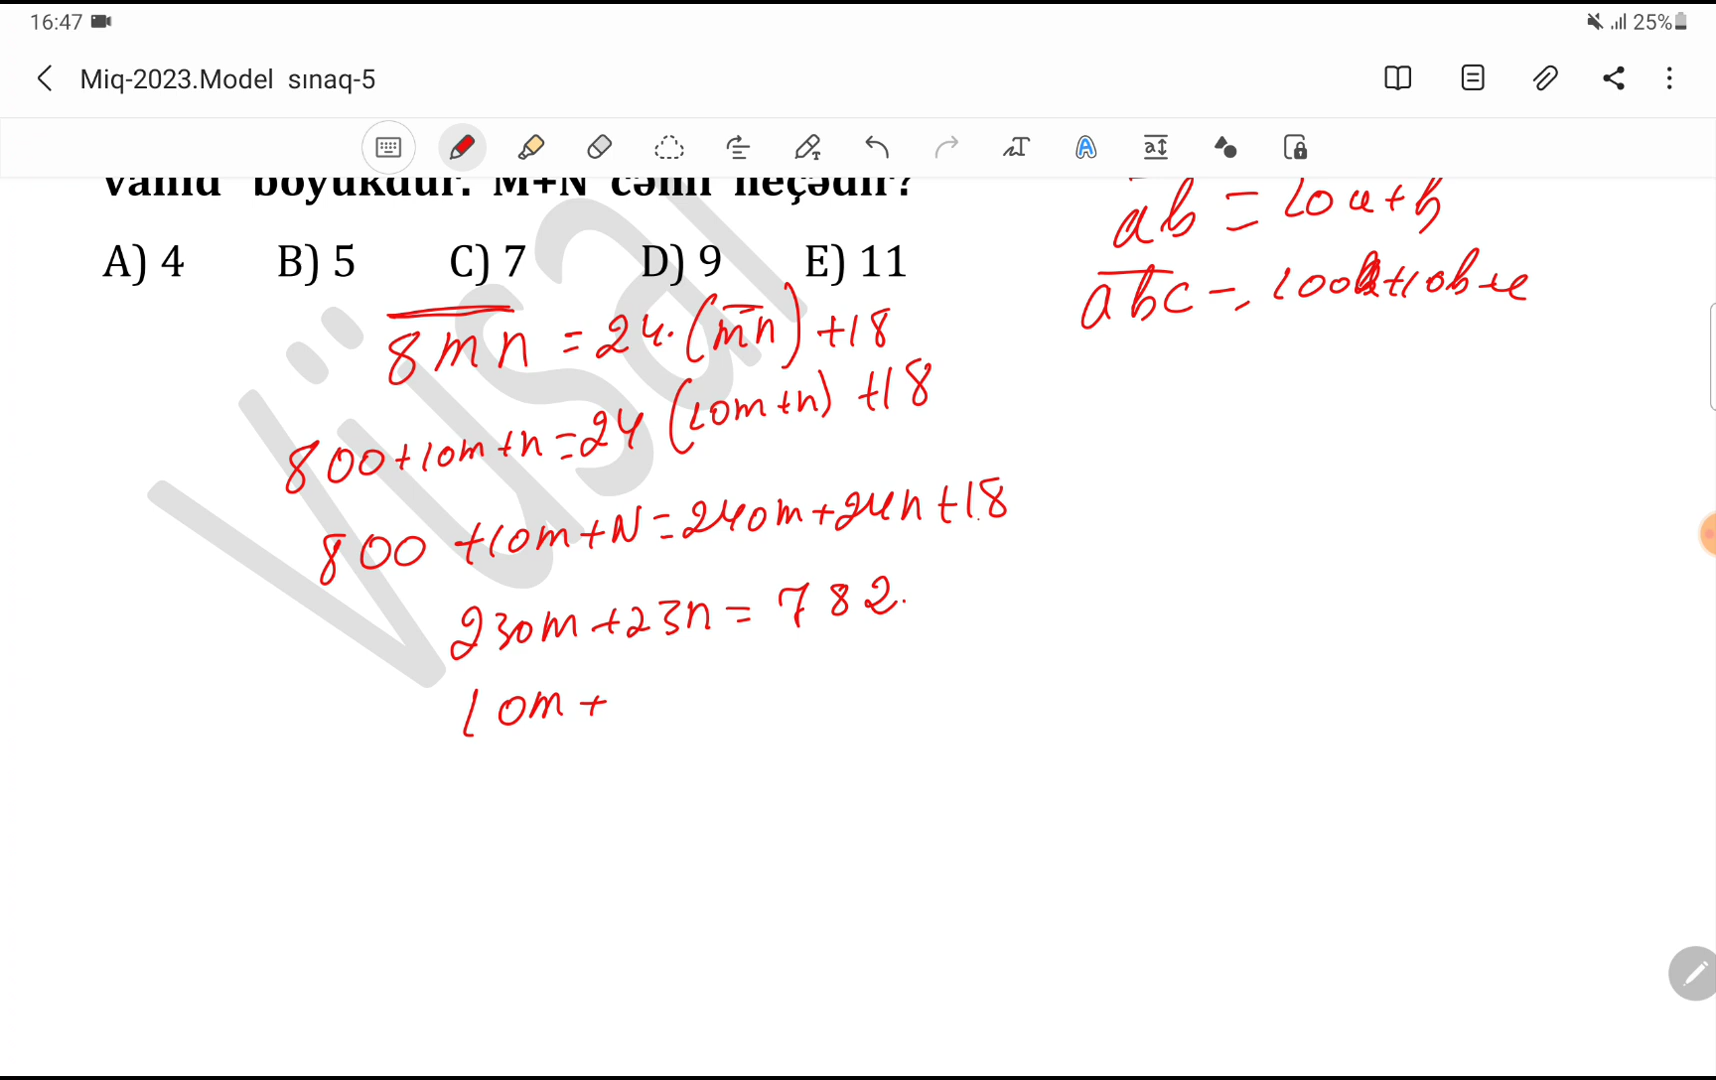 16:47 25%
Miq-2023.Model sınaq-5
vahid böyükdür. M+N cəmi neçədir?
A) 4 B) 5 C) 7 D) 9 E) 11
ab = 10a+b
abc = 100a+10b+c
8mn = 24·(mn)+18
800+10m+n=24(10m+n)+18
800+10m+N=240m+24n+18
230m+23n=782.
10m+
Vüsal